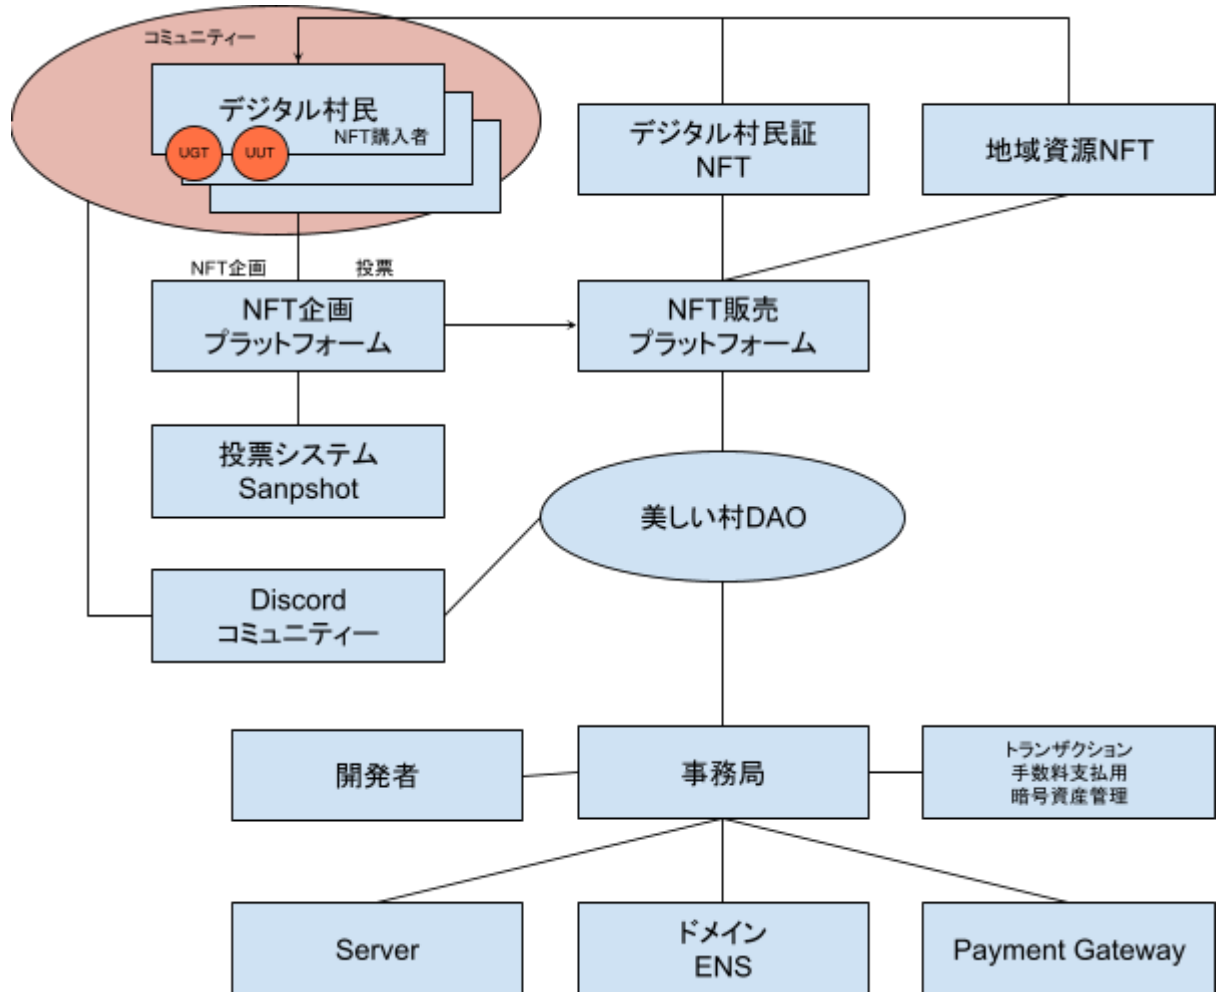 コミュニティー
デジタル村民
NFT購入者
UGT
UUT
デジタル村民証
NFT
地域資源NFT
NFT企画
投票
NFT企画
プラットフォーム
NFT販売
プラットフォーム
投票システム
Sanpshot
美しい村DAO
Discord
コミュニティー
開発者
事務局
トランザクション
手数料支払用
暗号資産管理
Server
ドメイン
ENS
Payment Gateway